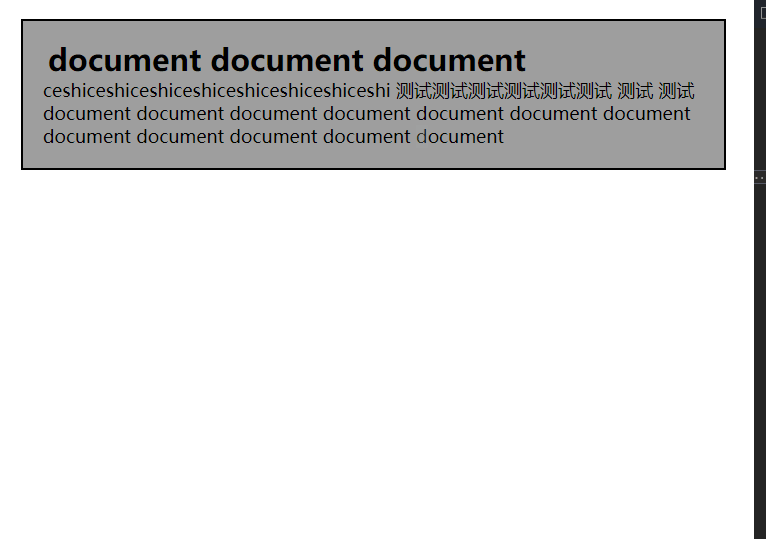 document document document
ceshiceshiceshiceshiceshiceshiceshiceshi 测试测试测试测试测试测试 测试 测试
document document document document document document document
document document document document document